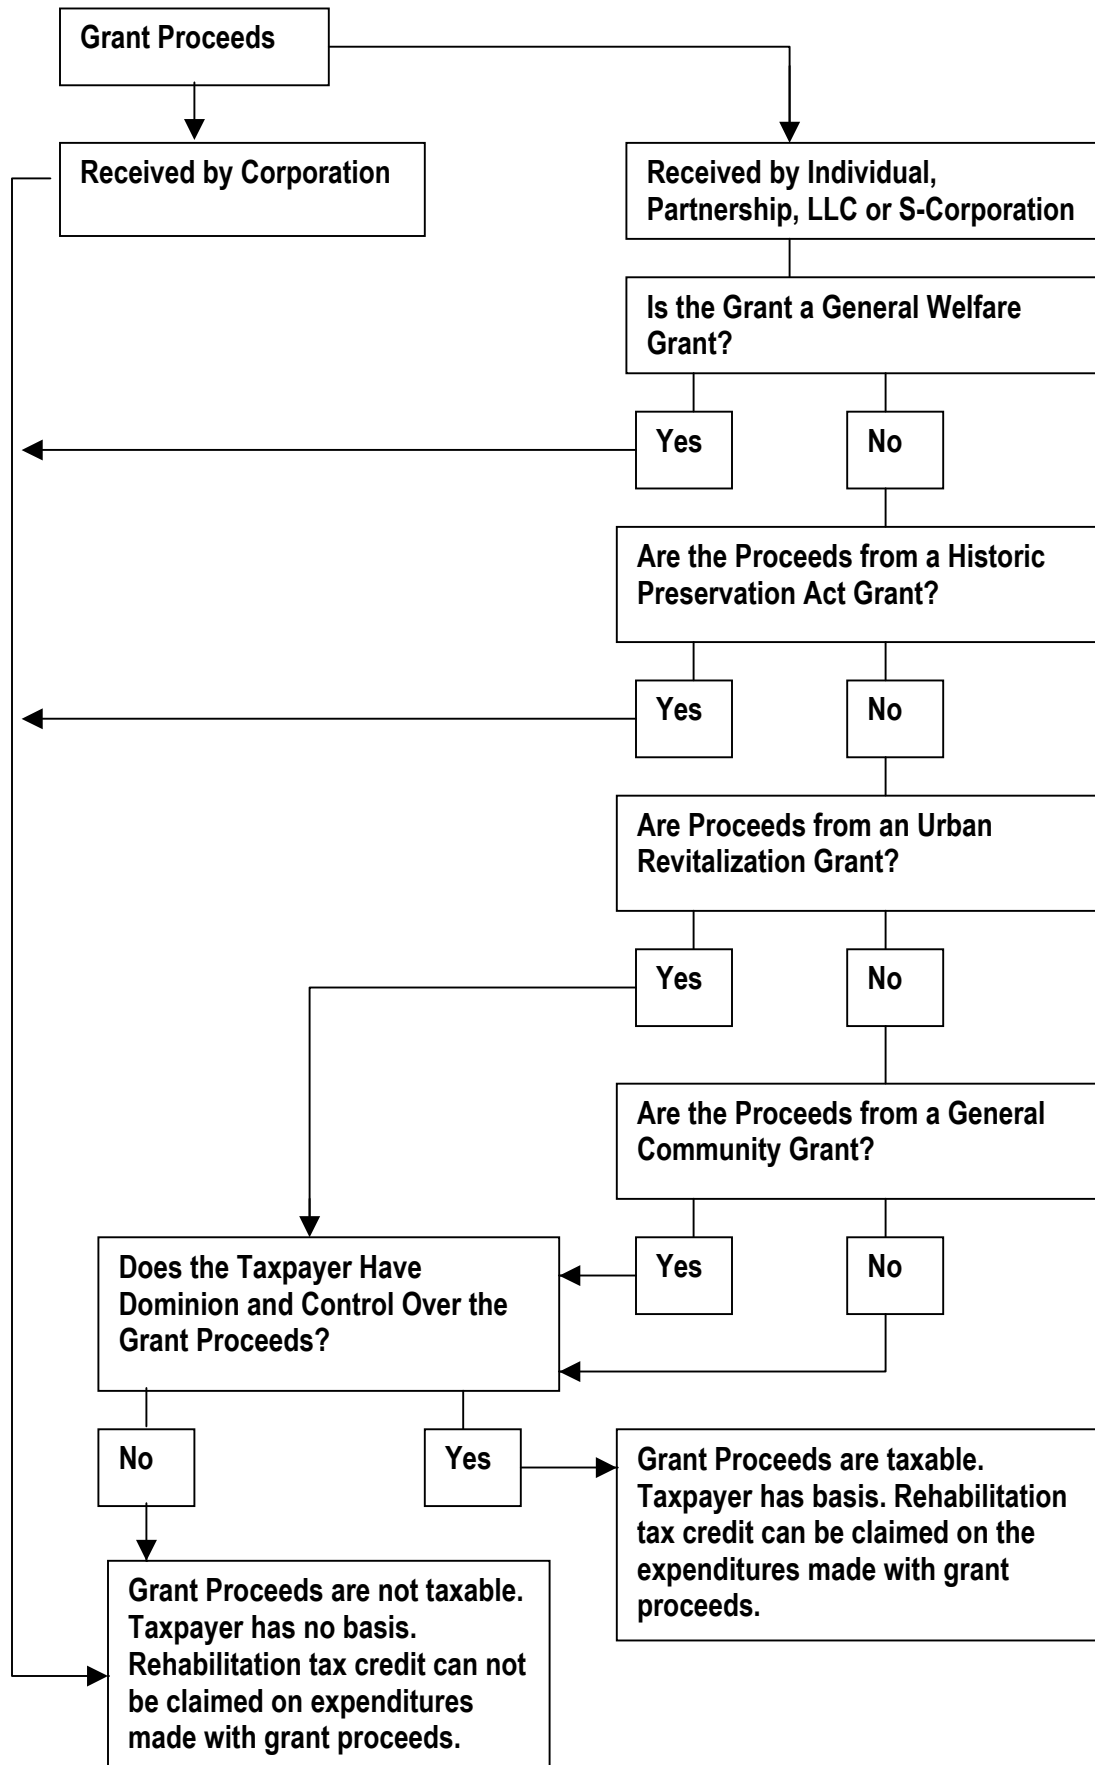 Grant Proceeds
Received by Corporation
Received by Individual,
Partnership, LLC or S-Corporation
Is the Grant a General Welfare
Grant?
Yes
No
Are the Proceeds from a Historic
Preservation Act Grant?
Yes
No
Are Proceeds from an Urban
Revitalization Grant?
Yes
No
Are the Proceeds from a General
Community Grant?
Yes
No
Does the Taxpayer Have
Dominion and Control Over the
Grant Proceeds?
No
Yes
Grant Proceeds are taxable.
Taxpayer has basis. Rehabilitation
tax credit can be claimed on the
expenditures made with grant
proceeds.
Grant Proceeds are not taxable.
Taxpayer has no basis.
Rehabilitation tax credit can not
be claimed on expenditures
made with grant proceeds.